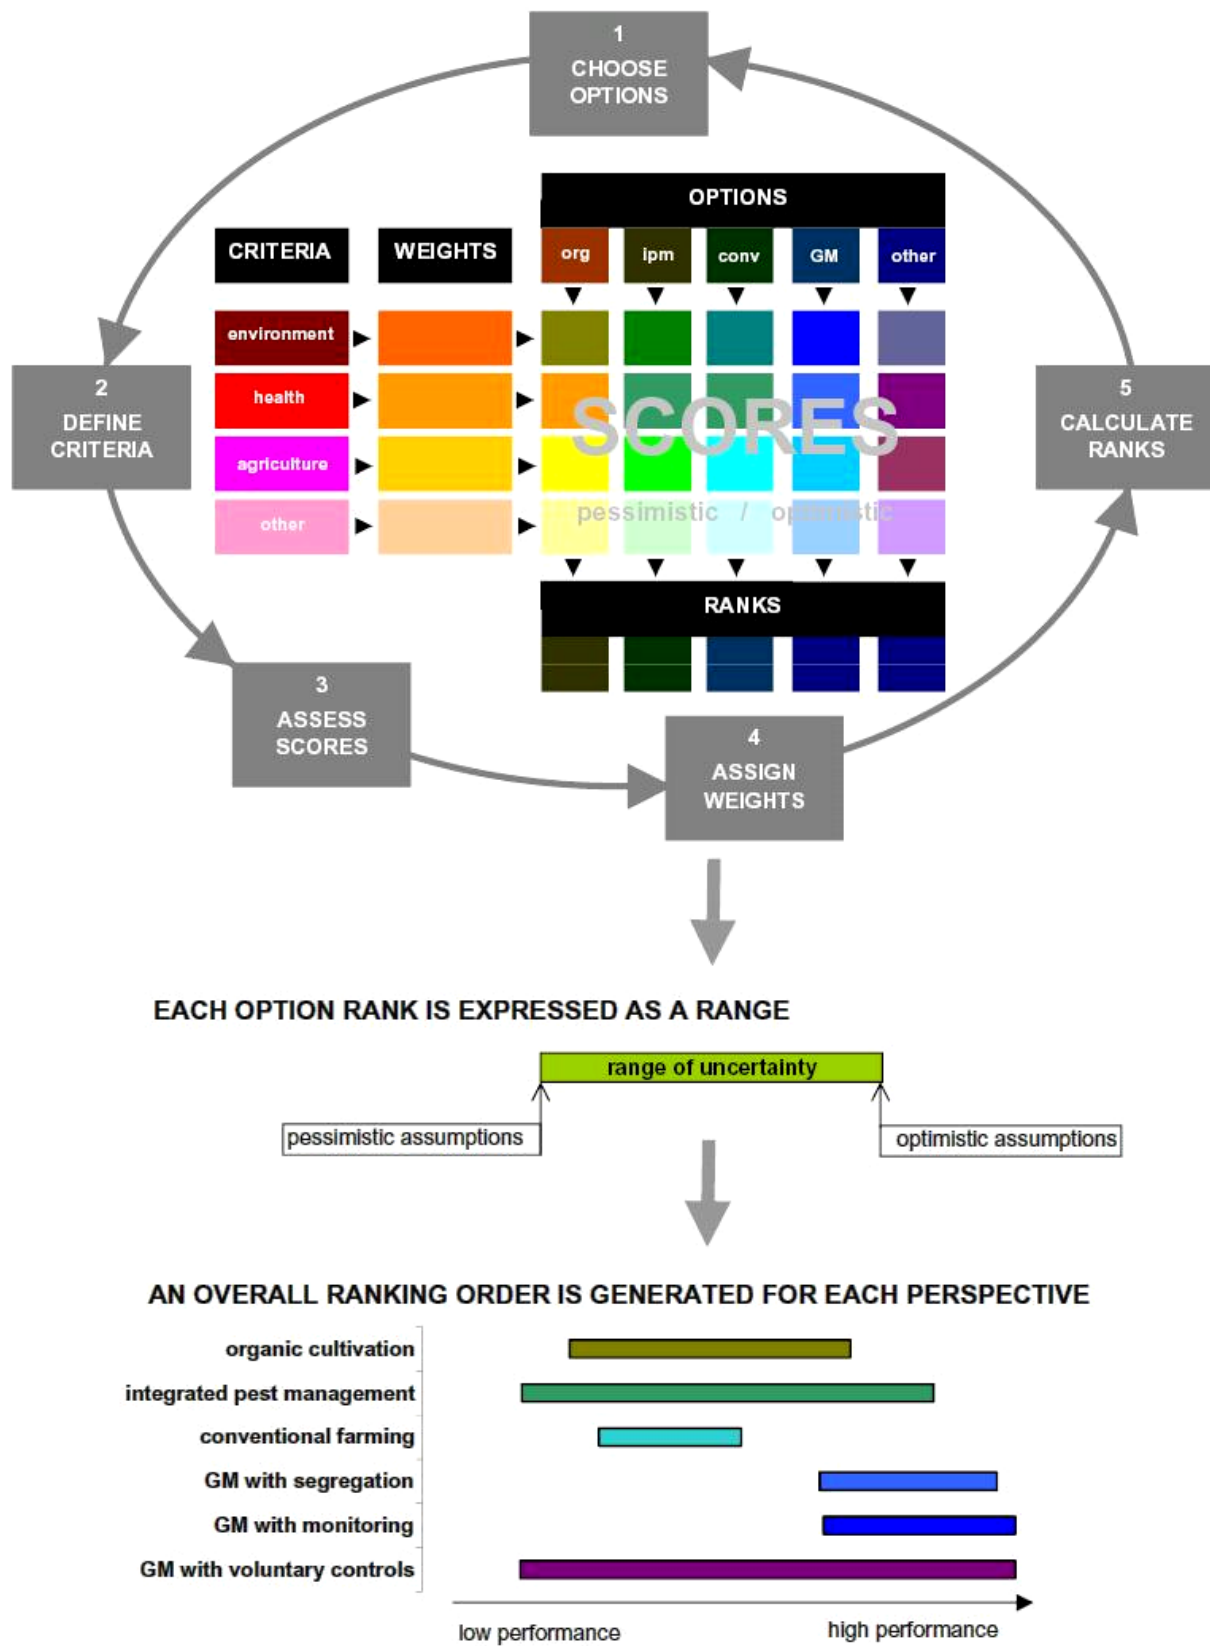 1
CHOOSE
OPTIONS
OPTIONS
CRITERIA
WEIGHTS
org
ipm
conv
GM
other
environment
health
agriculture
other
SCORES
pessimistic / optimistic
RANKS
2
DEFINE
CRITERIA
5
CALCULATE
RANKS
3
ASSESS
SCORES
4
ASSIGN
WEIGHTS
EACH OPTION RANK IS EXPRESSED AS A RANGE
range of uncertainty
pessimistic assumptions
optimistic assumptions
AN OVERALL RANKING ORDER IS GENERATED FOR EACH PERSPECTIVE
organic cultivation
integrated pest management
conventional farming
GM with segregation
GM with monitoring
GM with voluntary controls
low performance
high performance